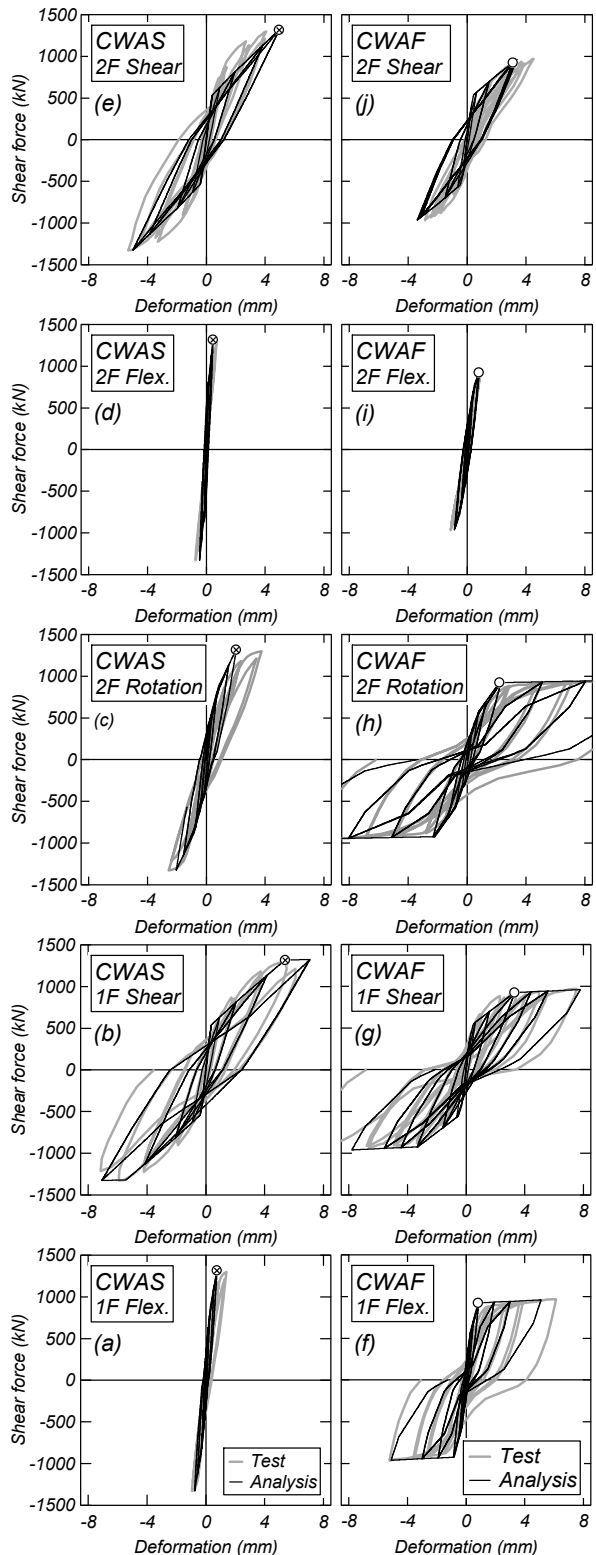 1500
1000
500
0
-500
-1000
-1500
Shear force (kN)
CWAS
2F Shear
(e)
-8 -4 0 4 8
Deformation (mm)
CWAF
2F Shear
(j)
-8 -4 0 4 8
Deformation (mm)
1500
1000
500
0
-500
-1000
-1500
Shear force (kN)
CWAS
2F Flex.
(d)
-8 -4 0 4 8
Deformation (mm)
CWAF
2F Flex.
(i)
-8 -4 0 4 8
Deformation (mm)
1500
1000
500
0
-500
-1000
-1500
Shear force (kN)
CWAS
2F Rotation
(c)
-8 -4 0 4 8
Deformation (mm)
CWAF
2F Rotation
(h)
-8 -4 0 4 8
Deformation (mm)
1500
1000
500
0
-500
-1000
-1500
Shear force (kN)
CWAS
1F Shear
(b)
-8 -4 0 4 8
Deformation (mm)
CWAF
1F Shear
(g)
-8 -4 0 4 8
Deformation (mm)
1500
1000
500
0
-500
-1000
-1500
Shear force (kN)
CWAS
1F Flex.
(a)
Test
Analysis
-8 -4 0 4 8
Deformation (mm)
CWAF
1F Flex.
(f)
Test
Analysis
-8 -4 0 4 8
Deformation (mm)